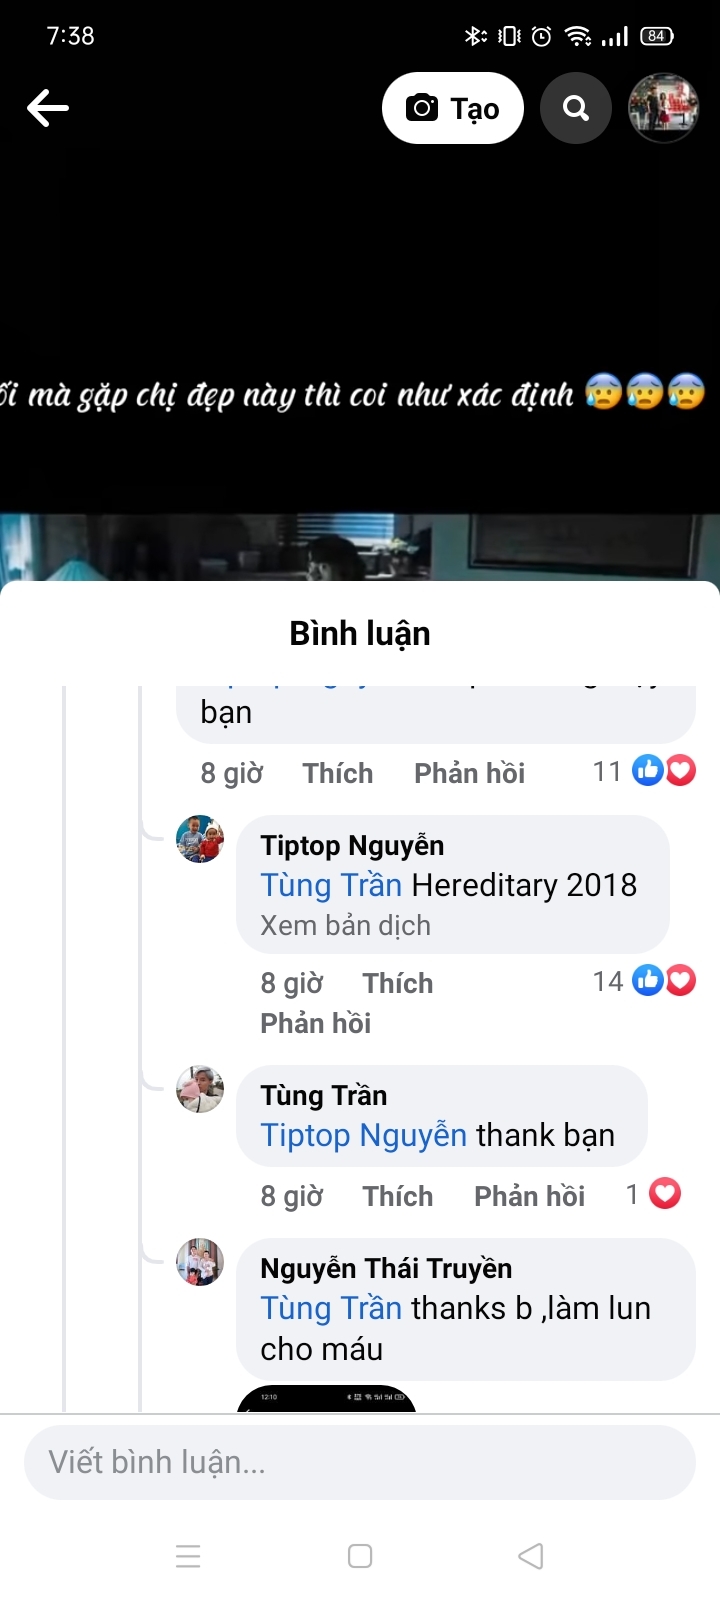 7:38
84
Tạo
ối mà gặp chị đẹp này thì coi như xác định 😰😰😰
Bình luận
bạn
8 giờ Thích Phản hồi 11
Tiptop Nguyễn
Tùng Trần Hereditary 2018
Xem bản dịch
8 giờ Thích 14
Phản hồi
Tùng Trần
Tiptop Nguyễn thank bạn
8 giờ Thích Phản hồi 1
Nguyễn Thái Truyền
Tùng Trần thanks b ,làm lun
cho máu
12:10
Viết bình luận...